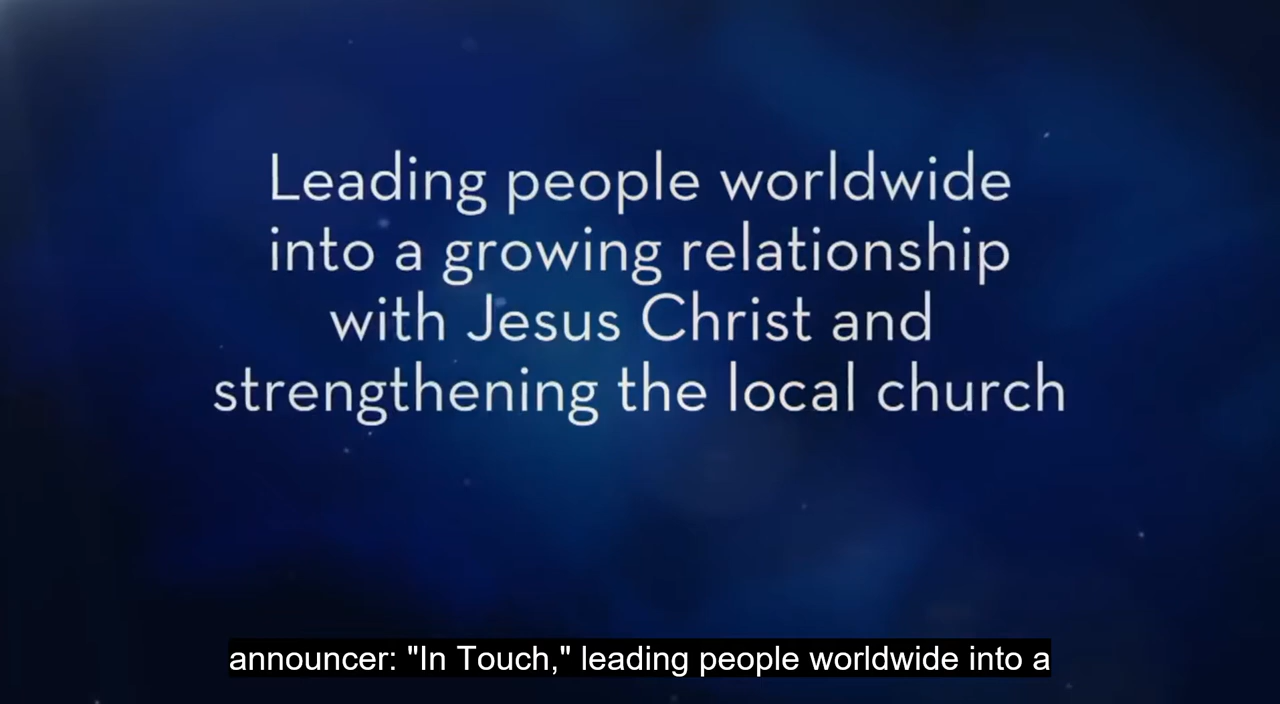 Leading people worldwide
into a growing relationship
with Jesus Christ and
strengthening the local church
announcer: "In Touch," leading people worldwide into a